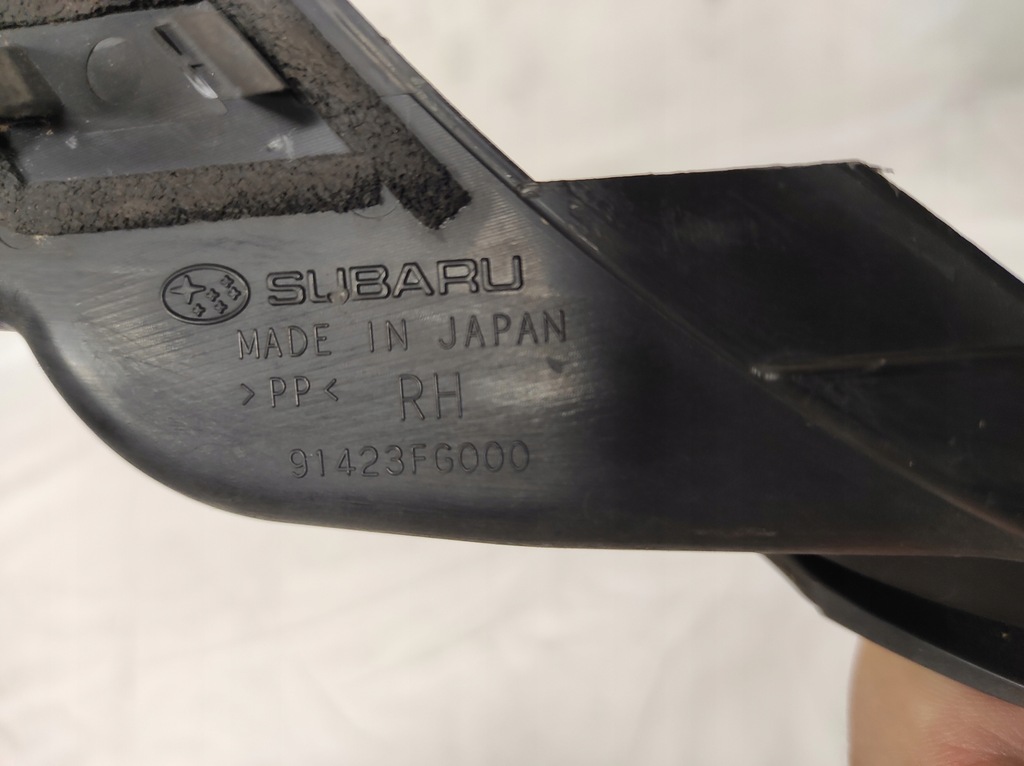 SUBARU
MADE IN JAPAN
>PP< RH
91423FG000